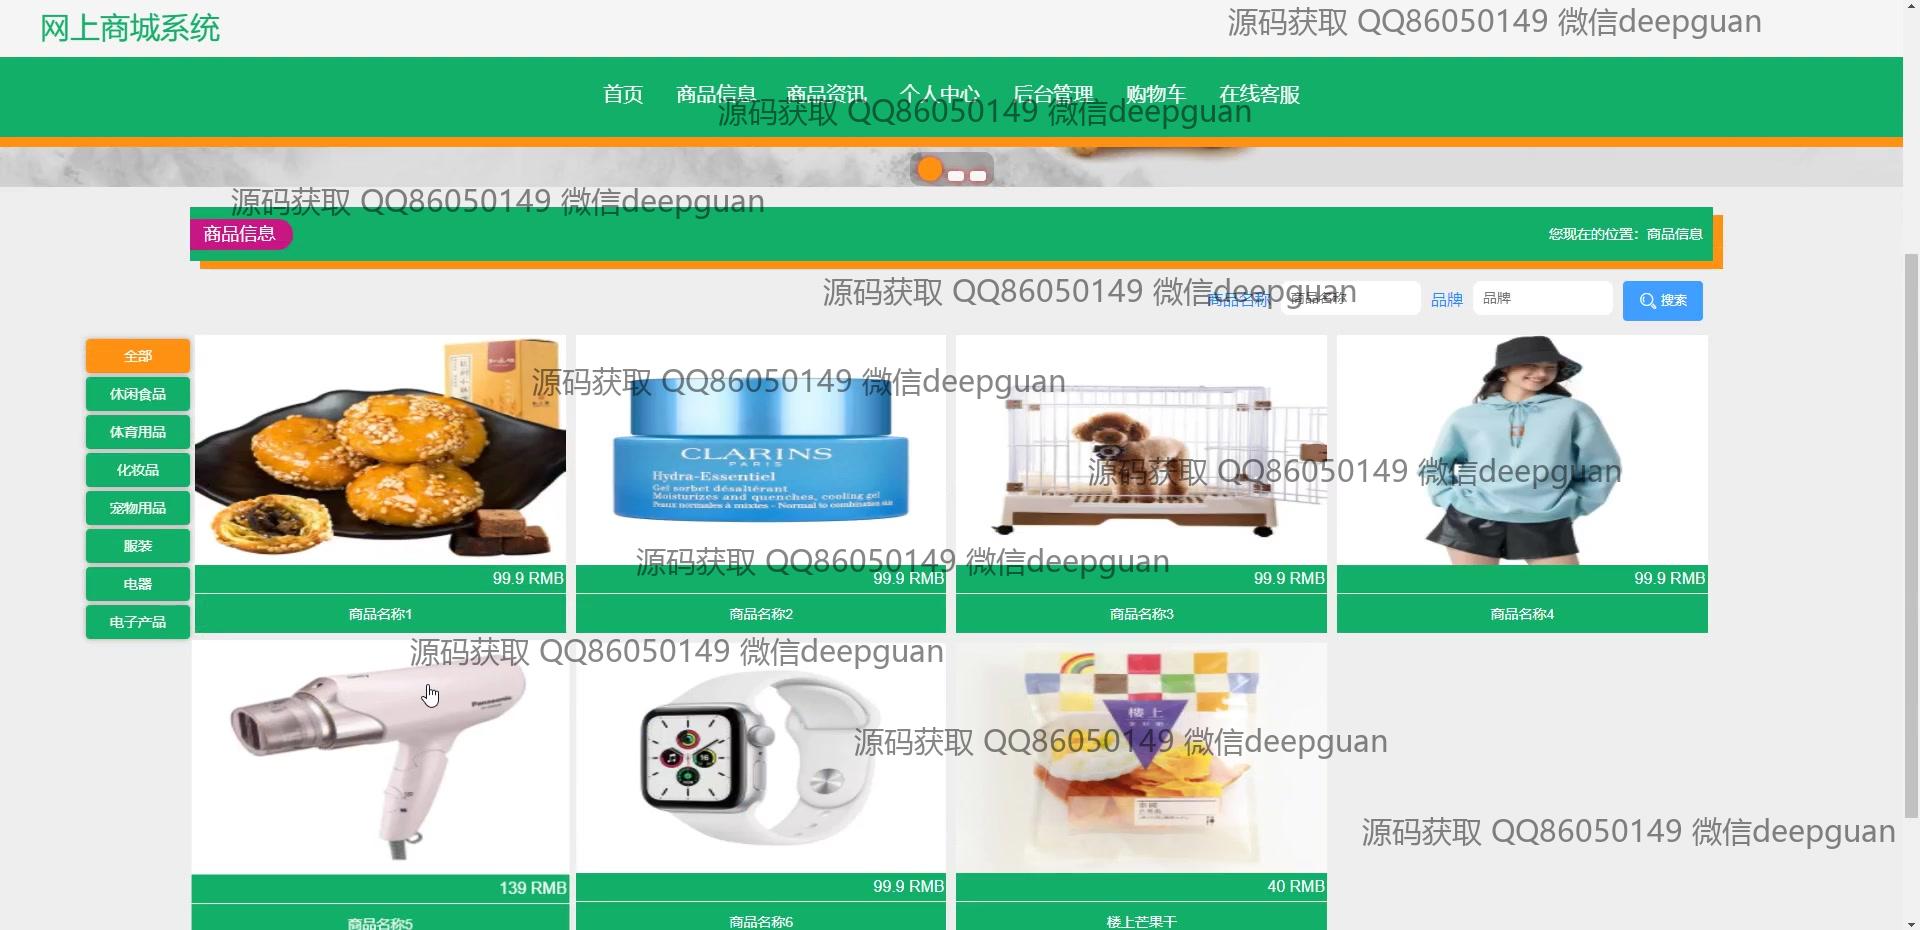 网上商城系统
源码获取 QQ86050149 微信deepguan
首页 商品信息 商品资讯 个人中心 后台管理 购物车 在线客服
源码获取 QQ86050149 微信deepguan
源码获取 QQ86050149 微信deepguan
商品信息
您现在的位置：商品信息
源码获取 QQ86050149 微信deepguan
商品名称 商品名称 品牌 品牌 搜索
全部
休闲食品
体育用品
化妆品
宠物用品
服装
电器
电子产品
源码获取 QQ86050149 微信deepguan
CLARINS
PARIS
Hydra-Essentiel
Gel sorbet désaltérant
Moisturizes and quenches, cooling gel
Peaux normales à mixtes - Normal to combination skin
源码获取 QQ86050149 微信deepguan
源码获取 QQ86050149 微信deepguan
99.9 RMB
99.9 RMB
99.9 RMB
99.9 RMB
商品名称1
商品名称2
商品名称3
商品名称4
源码获取 QQ86050149 微信deepguan
Panasonic
16
楼上
源码获取 QQ86050149 微信deepguan
源码获取 QQ86050149 微信deepguan
139 RMB
99.9 RMB
40 RMB
商品名称5
商品名称6
楼上芒果干